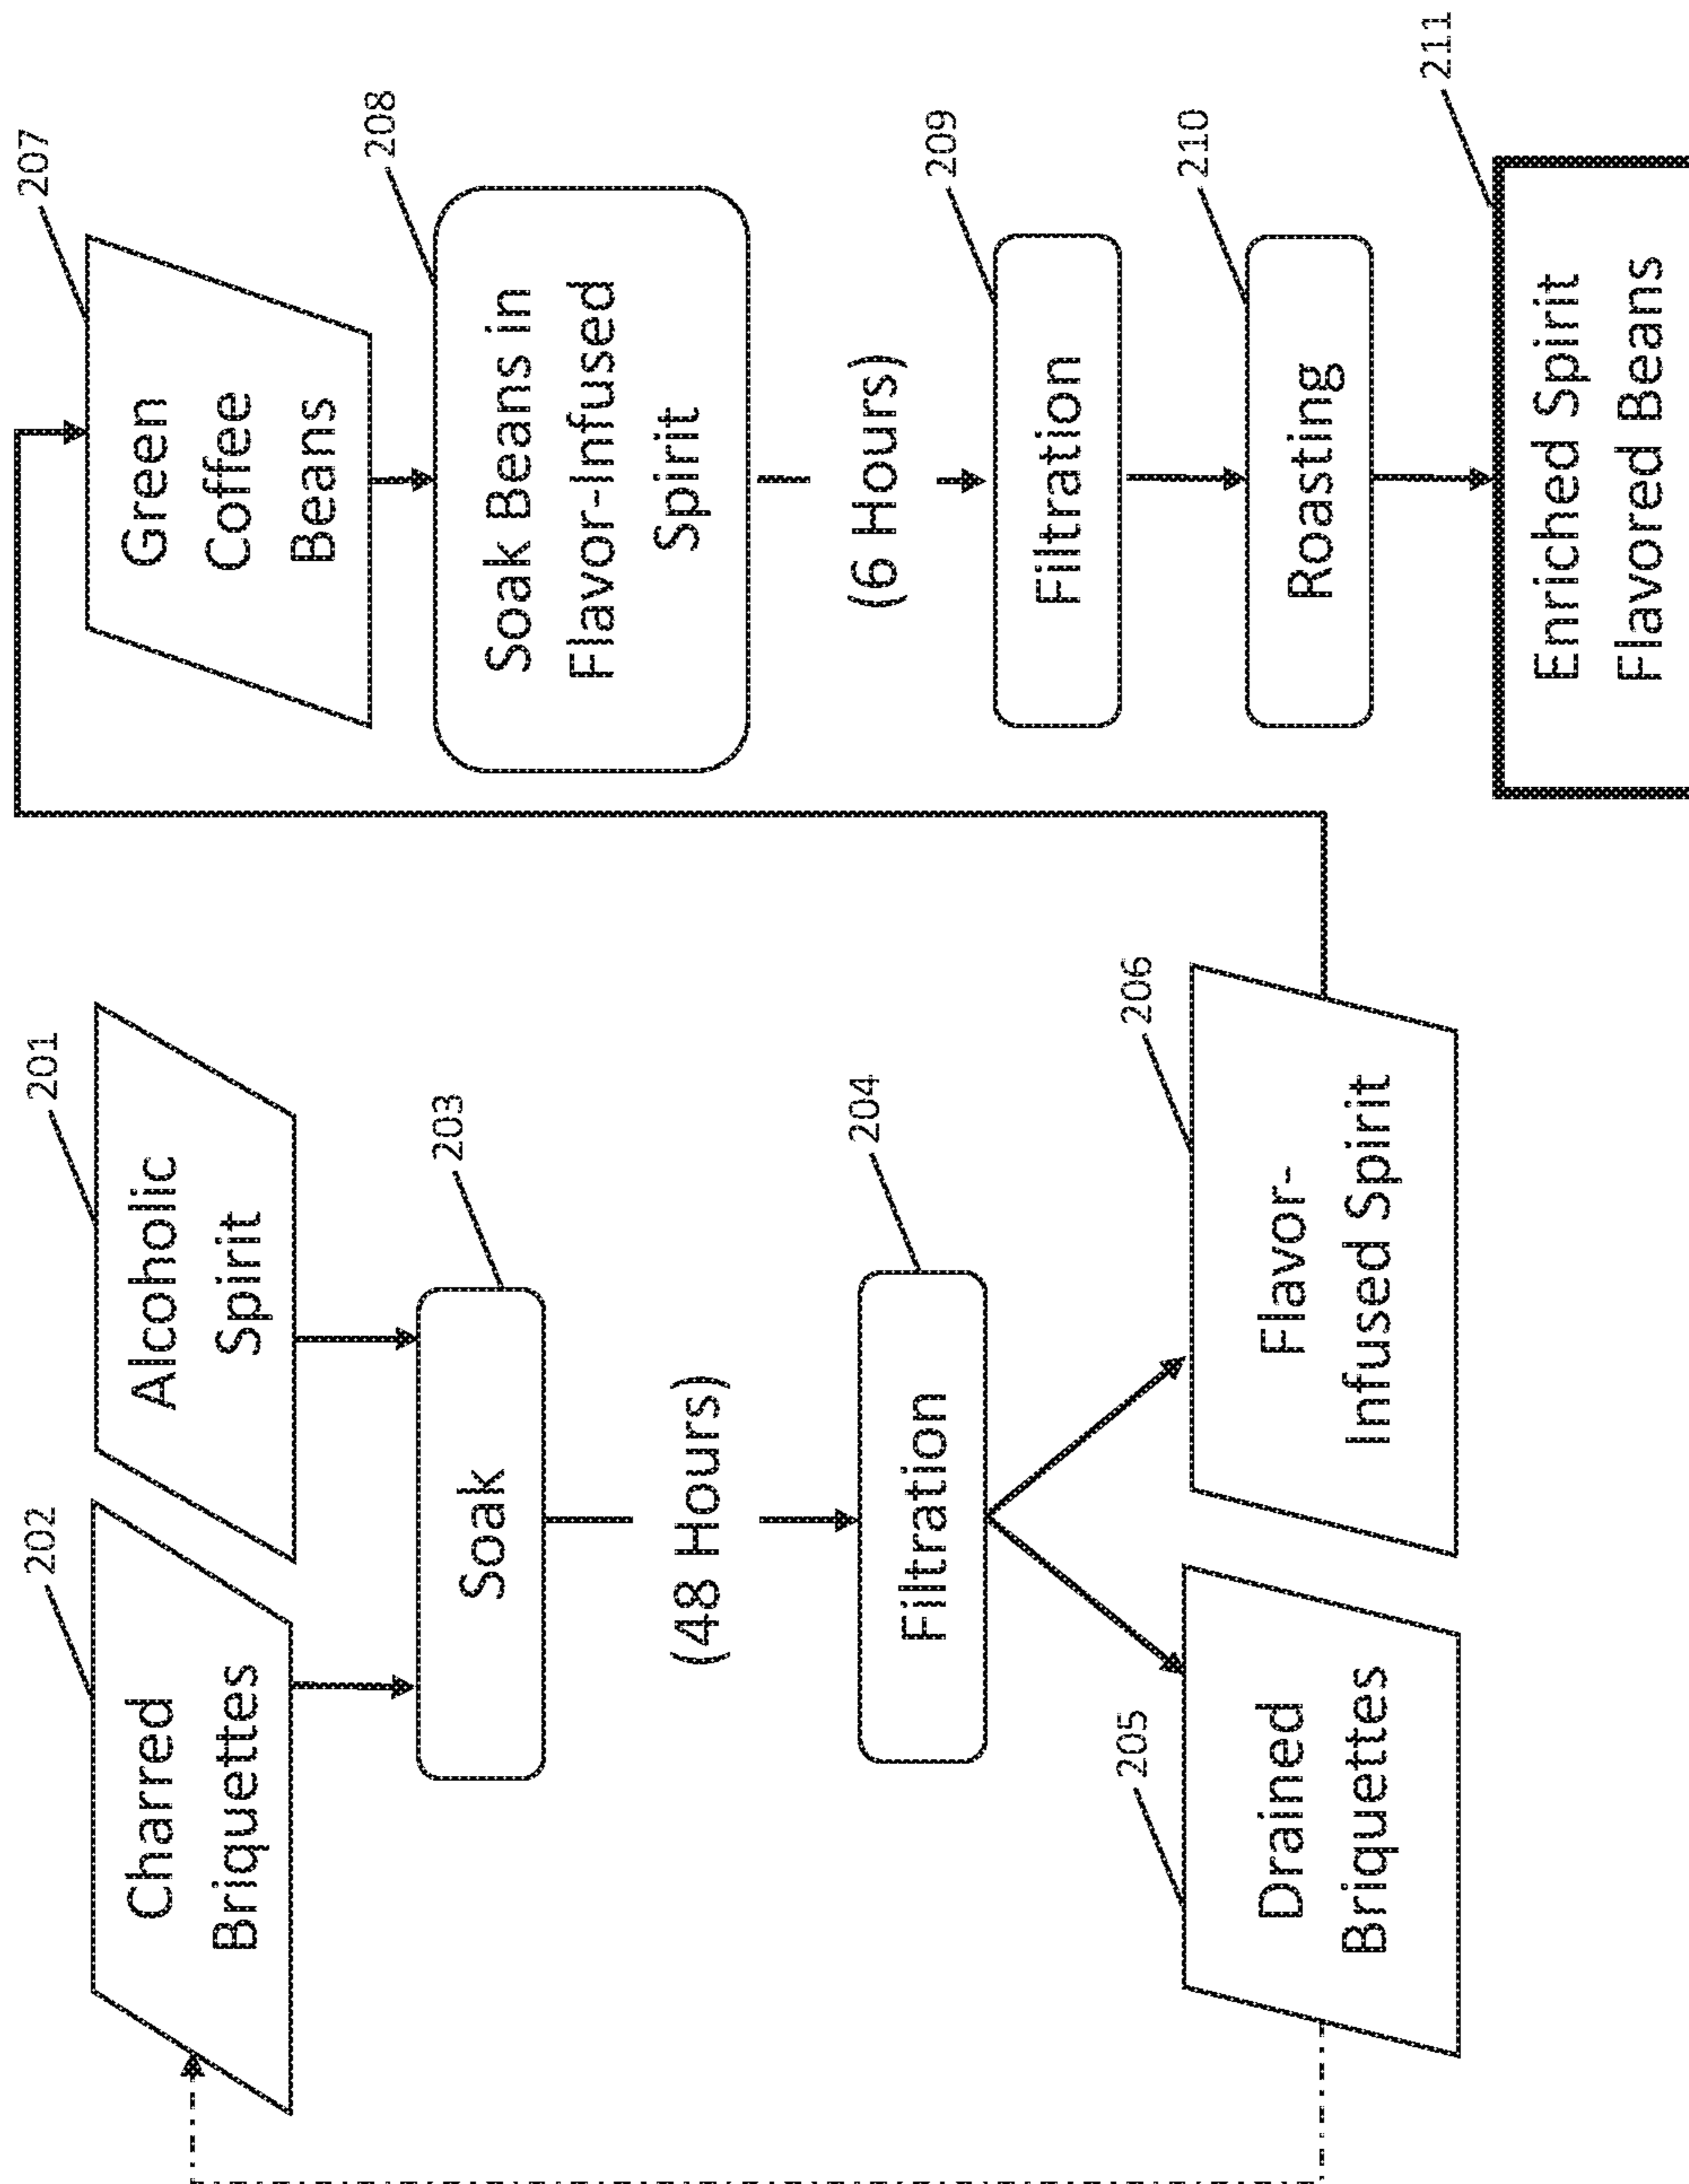 202
Charred
Briquettes
201
Alcoholic
Spirit
203
Soak
(48 Hours)
204
Filtration
205
Drained
Briquettes
206
Flavor-
Infused Spirit
207
Green
Coffee
Beans
208
Soak Beans in
Flavor-Infused
Spirit
(6 Hours)
209
Filtration
210
Roasting
211
Enriched Spirit
Flavored Beans